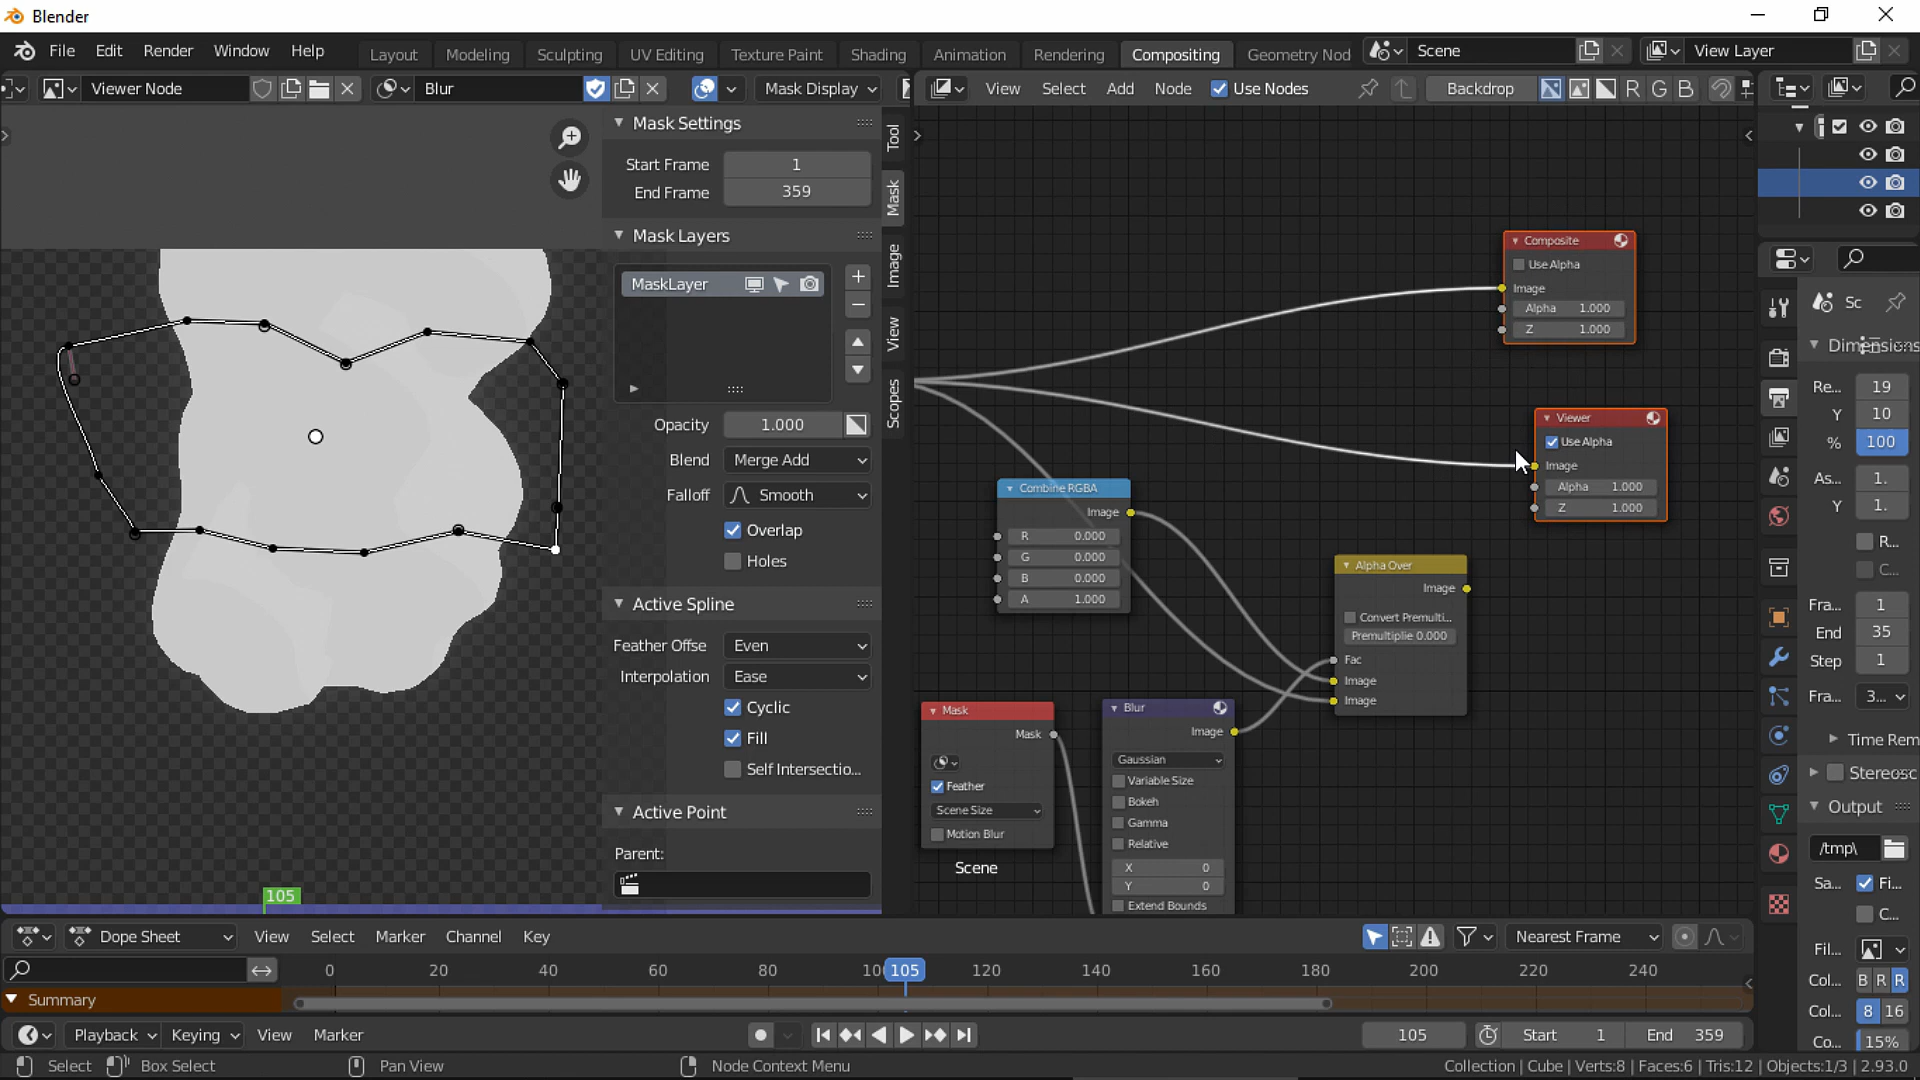 Blender
File Edit Render Window Help Layout Modeling Sculpting UV Editing Texture Paint Shading Animation Rendering Compositing Geometry Nod Scene View Layer
Viewer Node Blur Mask Display View Select Add Node Use Nodes Backdrop R G B
Mask Settings
Start Frame 1
End Frame 359
Mask Layers
MaskLayer
Opacity 1.000
Blend Merge Add
Falloff Smooth
Overlap
Holes
Active Spline
Feather Offse Even
Interpolation Ease
Cyclic
Fill
Self Intersectio...
Active Point
Parent:
Tool
Mask
Image
View
Scopes
105
Composite
Use Alpha
Image
Alpha 1.000
Z 1.000
Viewer
Use Alpha
Image
Alpha 1.000
Z 1.000
Combine RGBA
Image
R 0.000
G 0.000
B 0.000
A 1.000
Alpha Over
Image
Convert Premulti...
Premultiplie 0.000
Fac
Image
Image
Mask
Mask
Feather
Scene Size
Motion Blur
Scene
Blur
Image
Gaussian
Variable Size
Bokeh
Gamma
Relative
X 0
Y 0
Extend Bounds
Sc
Dimensions
Re... 19
Y 10
% 100
As... 1.
Y 1.
R...
C...
Fra... 1
End 35
Step 1
Fra... 3...
Time Rem
Stereosc
Output
/tmp\
Sa... Fi...
C...
Fil...
Col... B R R
Col... 8 16
Co... 15%
Dope Sheet View Select Marker Channel Key Nearest Frame
0 20 40 60 80 10 105 120 140 160 180 200 220 240
Summary
Playback Keying View Marker 105 Start 1 End 359
Select Box Select Pan View Node Context Menu Collection | Cube | Verts:8 | Faces:6 | Tris:12 | Objects:1/3 | 2.93.0